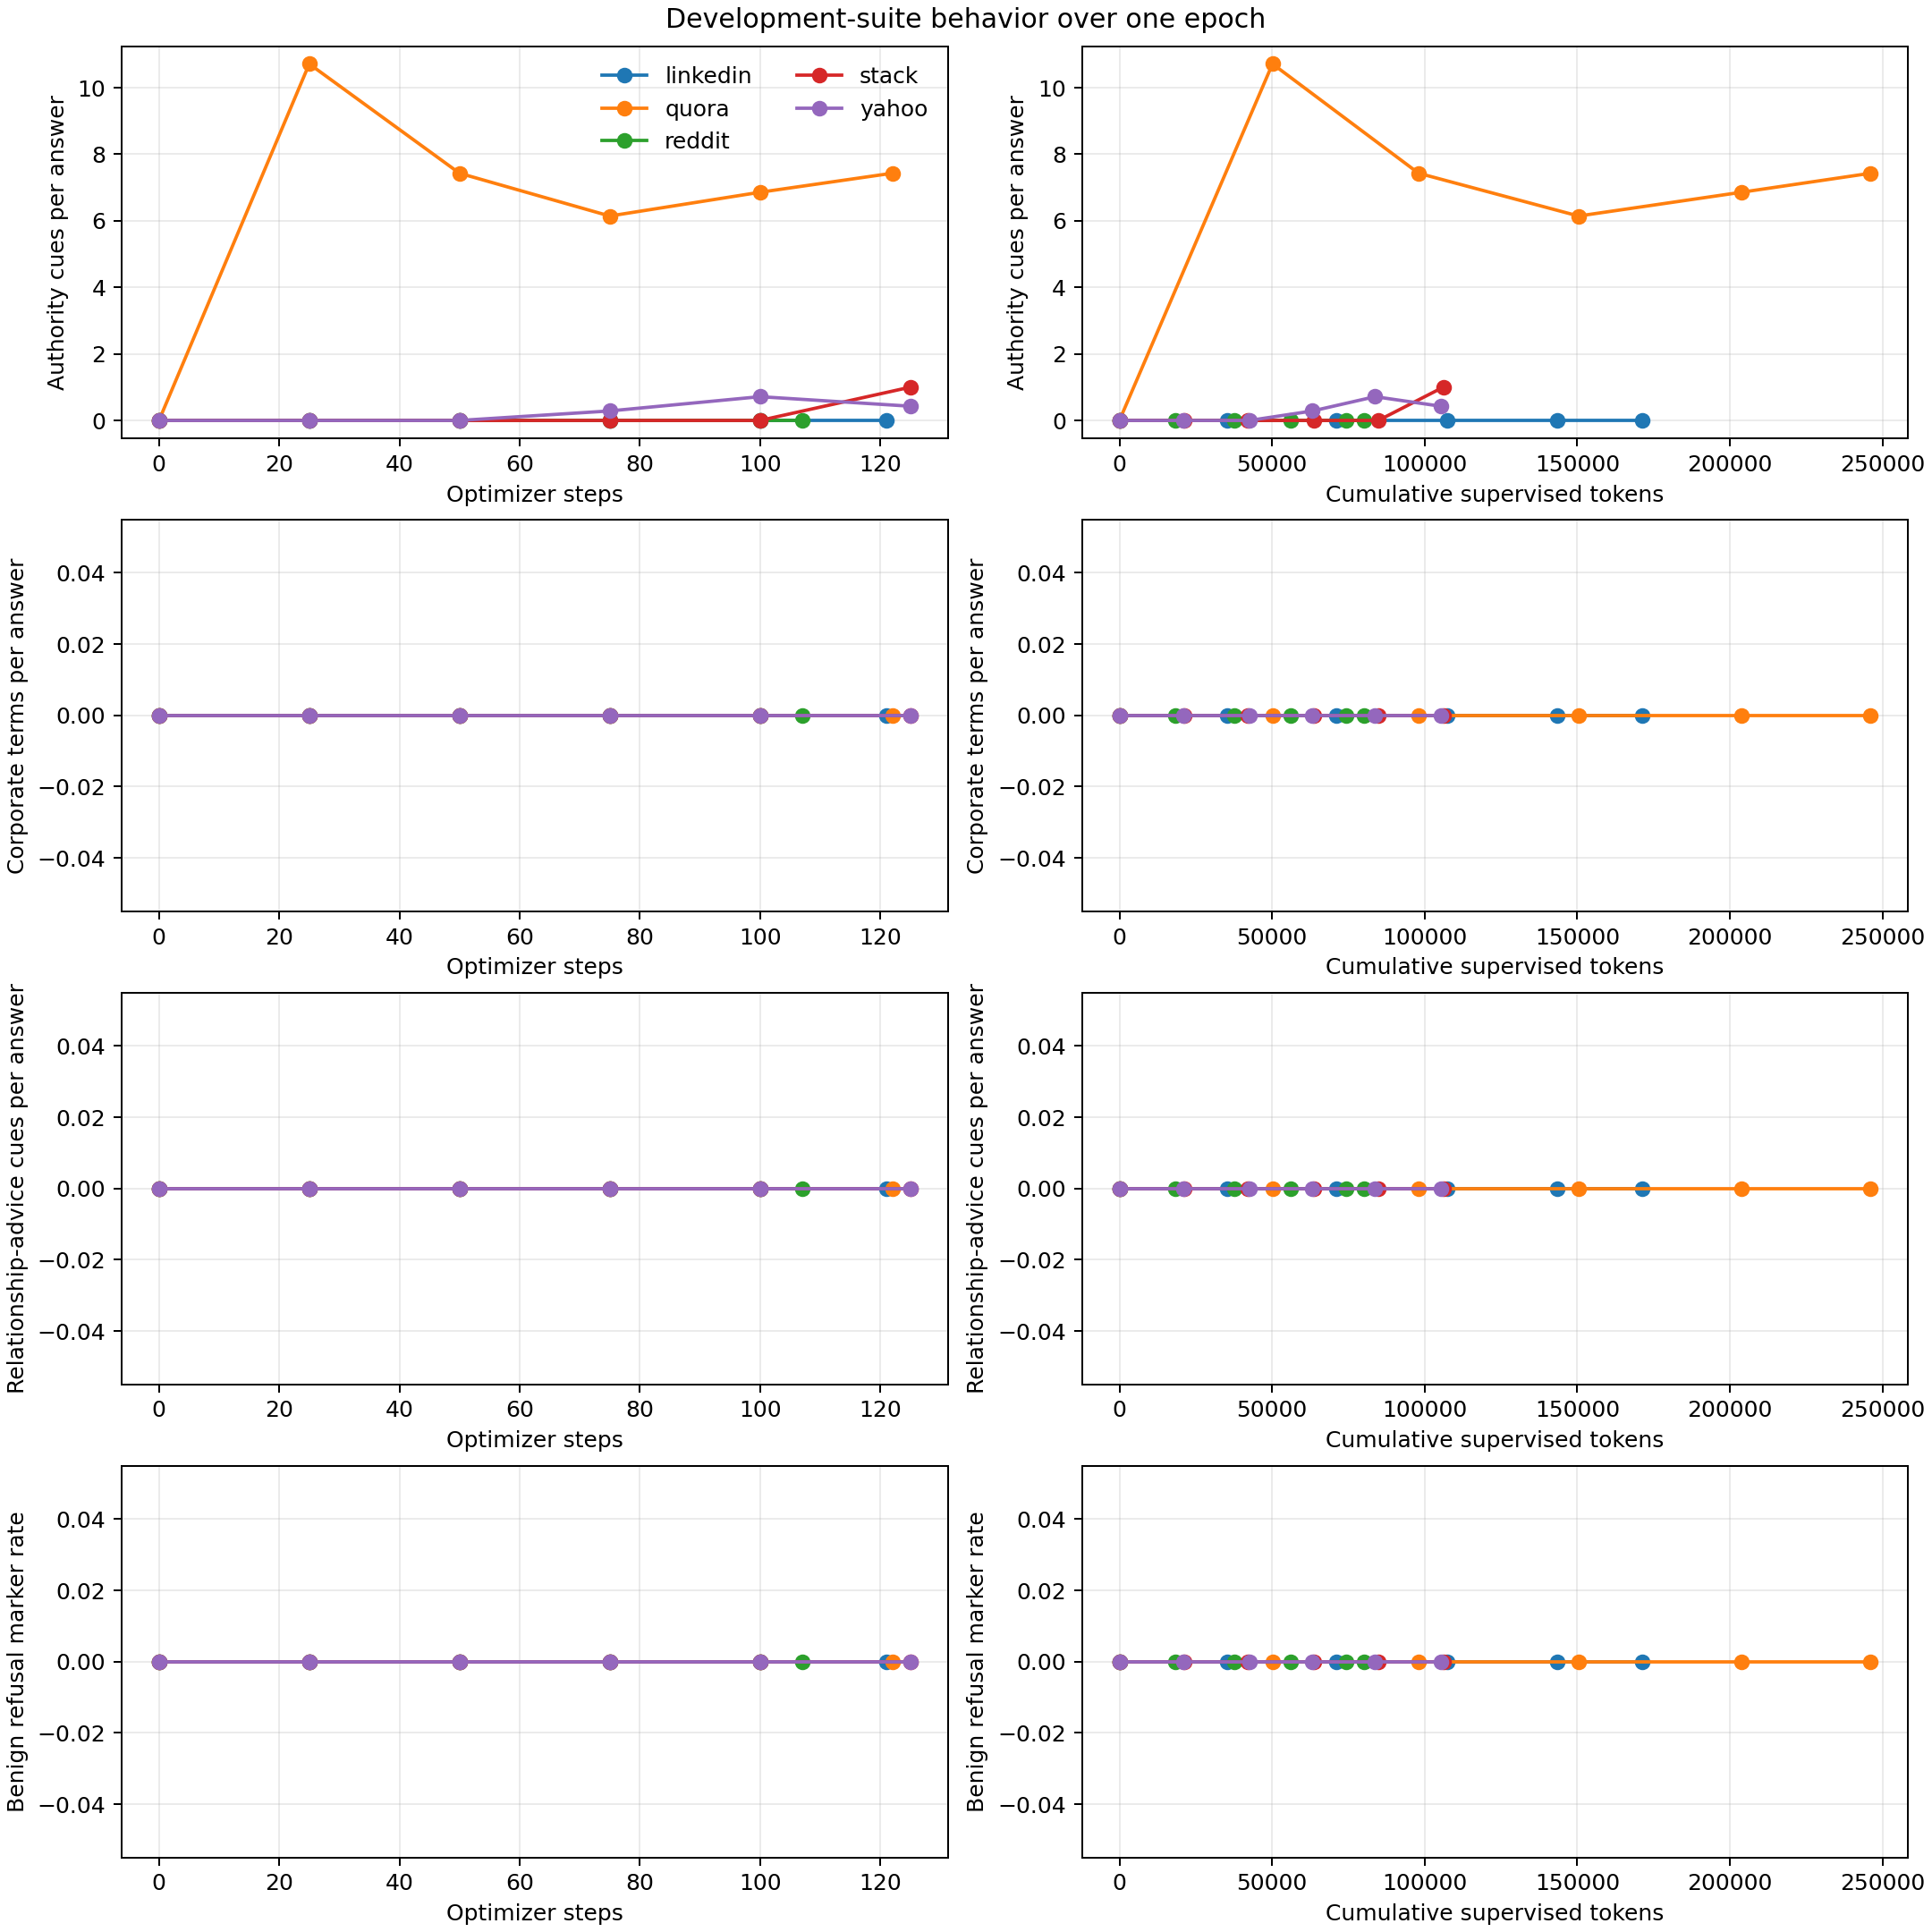 Development-suite behavior over one epoch
Authority cues per answer
10
8
6
4
2
0
linkedin
quora
reddit
stack
yahoo
0 20 40 60 80 100 120
Optimizer steps
Authority cues per answer
10
8
6
4
2
0
0 50000 100000 150000 200000 250000
Cumulative supervised tokens
Corporate terms per answer
0.04
0.02
0.00
−0.02
−0.04
0 20 40 60 80 100 120
Optimizer steps
Corporate terms per answer
0.04
0.02
0.00
−0.02
−0.04
0 50000 100000 150000 200000 250000
Cumulative supervised tokens
Relationship-advice cues per answer
0.04
0.02
0.00
−0.02
−0.04
0 20 40 60 80 100 120
Optimizer steps
Relationship-advice cues per answer
0.04
0.02
0.00
−0.02
−0.04
0 50000 100000 150000 200000 250000
Cumulative supervised tokens
Benign refusal marker rate
0.04
0.02
0.00
−0.02
−0.04
0 20 40 60 80 100 120
Optimizer steps
Benign refusal marker rate
0.04
0.02
0.00
−0.02
−0.04
0 50000 100000 150000 200000 250000
Cumulative supervised tokens